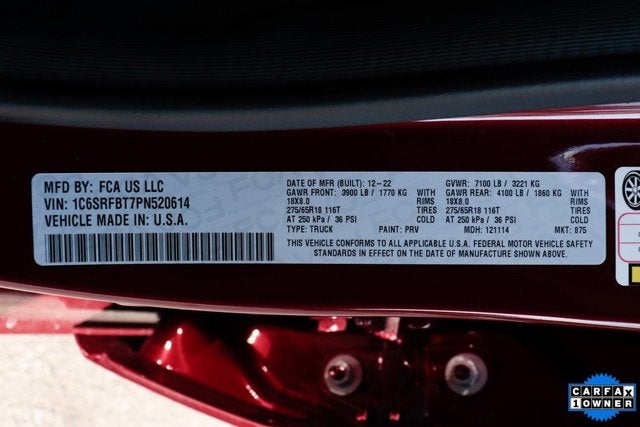 MFD BY: FCA US LLC
VIN: 1C6SRFBT7PN520614
VEHICLE MADE IN U.S.A.
DATE OF MFR (BUILT): 12-22 GVWR: 7100 LB / 3221 KG
GAWR FRONT: 3900 LB / 1770 KG WITH GAWR REAR: 4100 LB / 1860 KG WITH
18X8.0 RIMS 18X8.0 RIMS
275/65R18 116T TIRES 275/65R18 116T TIRES
AT 250 kPa / 36 PSI COLD AT 250 kPa / 36 PSI COLD
TYPE: TRUCK PAINT: PRV MDH: 121114 MKT: 875
THIS VEHICLE CONFORMS TO ALL APPLICABLE U.S.A. FEDERAL MOTOR VEHICLE SAFETY
STANDARDS IN EFFECT ON THE DATE OF MANUFACTURE SHOWN ABOVE.
CARFAX
1 OWNER